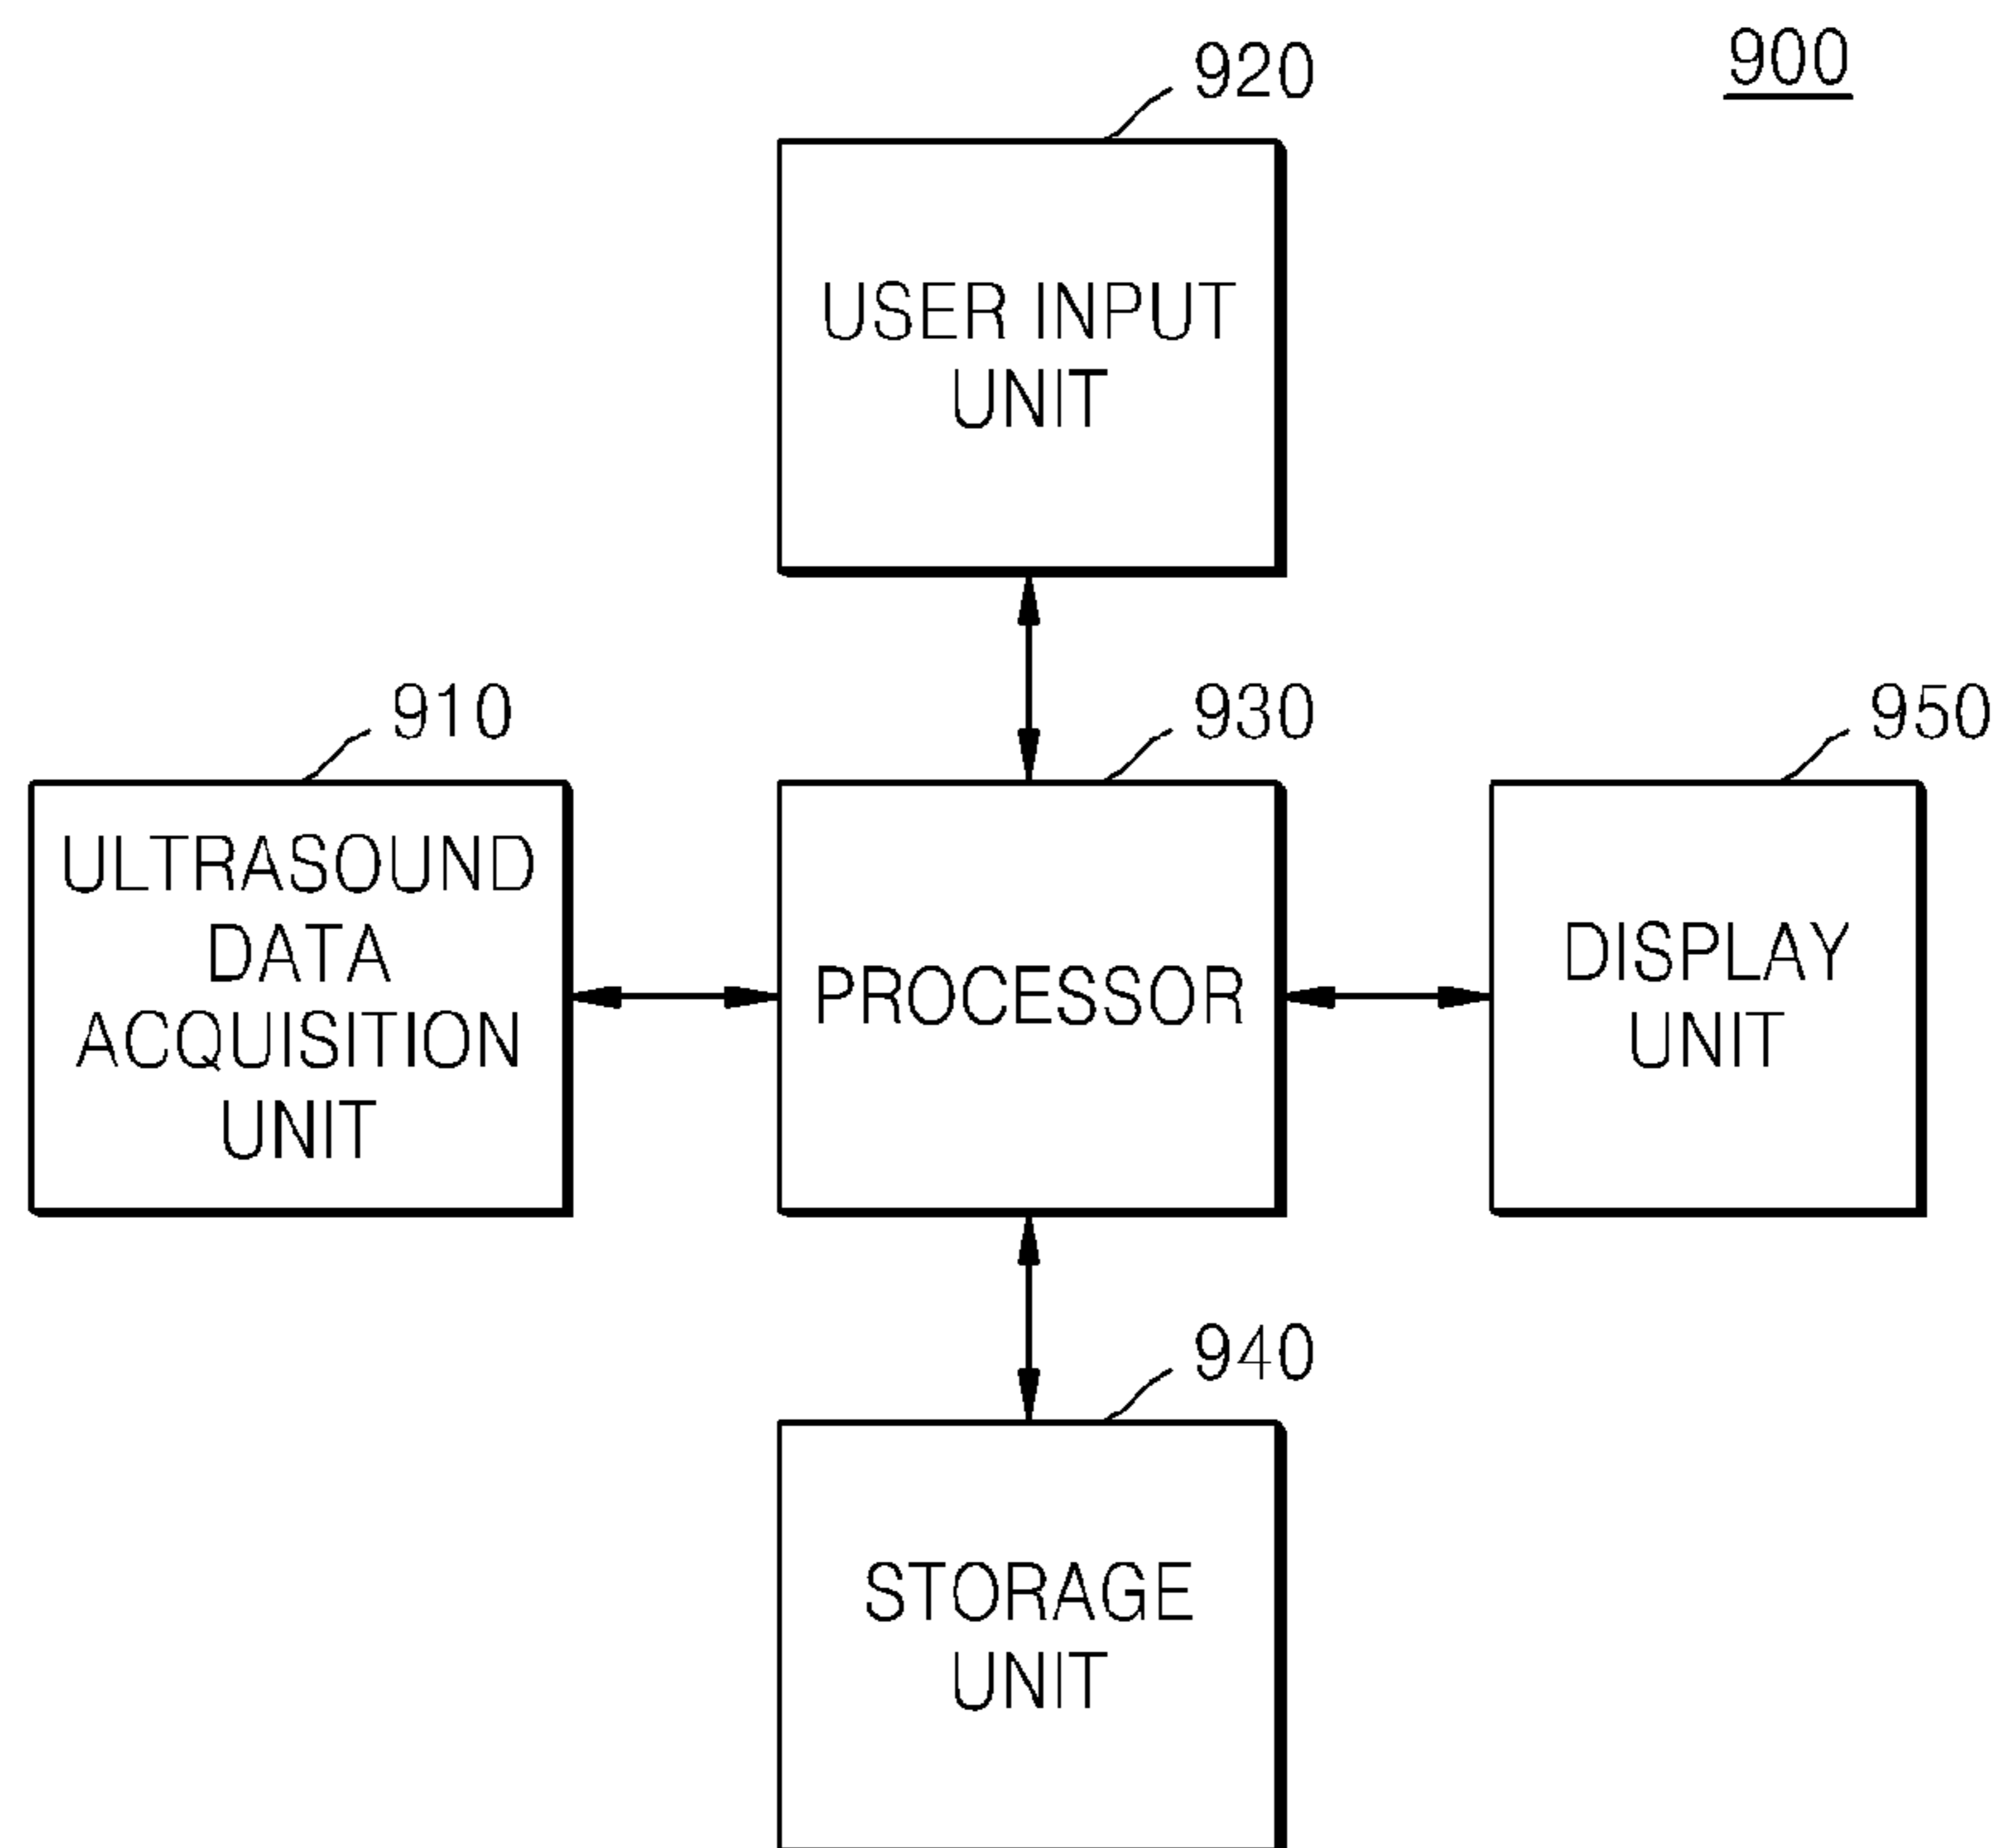 900
920
USER INPUT
UNIT
910
930
950
ULTRASOUND
DATA
ACQUISITION
UNIT
PROCESSOR
DISPLAY
UNIT
940
STORAGE
UNIT